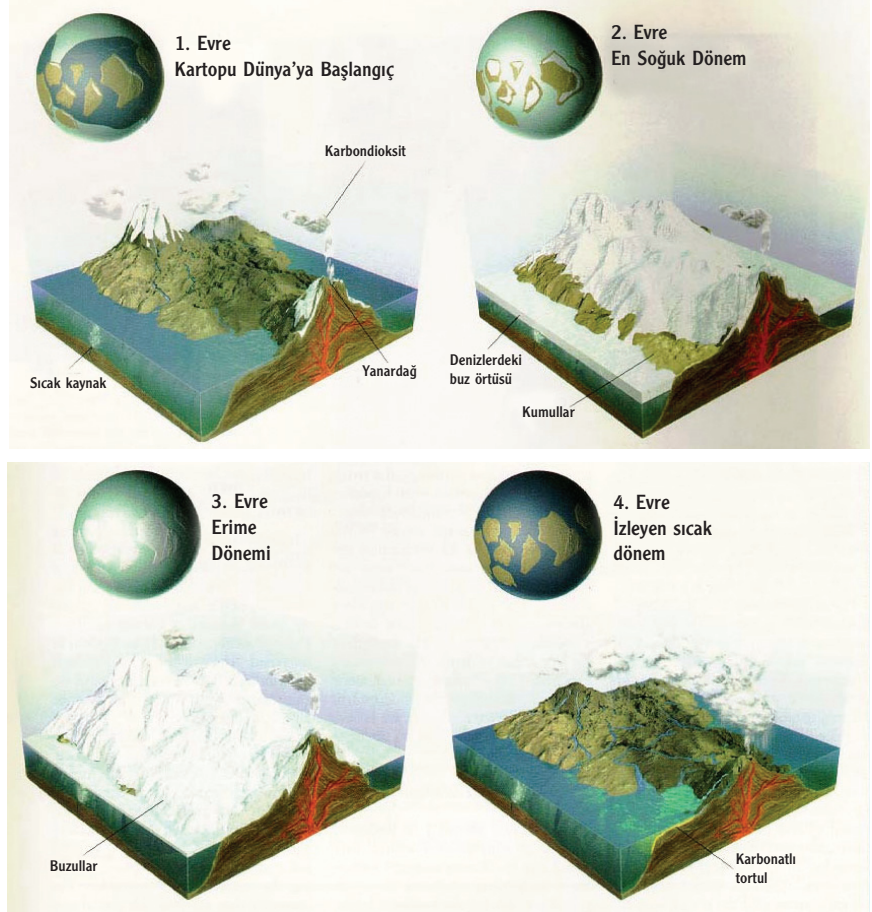 1. Evre
Kartopu Dünya'ya Başlangıç
Karbondioksit
Sıcak kaynak
Yanardağ
2. Evre
En Soğuk Dönem
Denizlerdeki
buz örtüsü
Kumullar
3. Evre
Erime
Dönemi
Buzullar
4. Evre
İzleyen sıcak
dönem
Karbonatlı
tortul